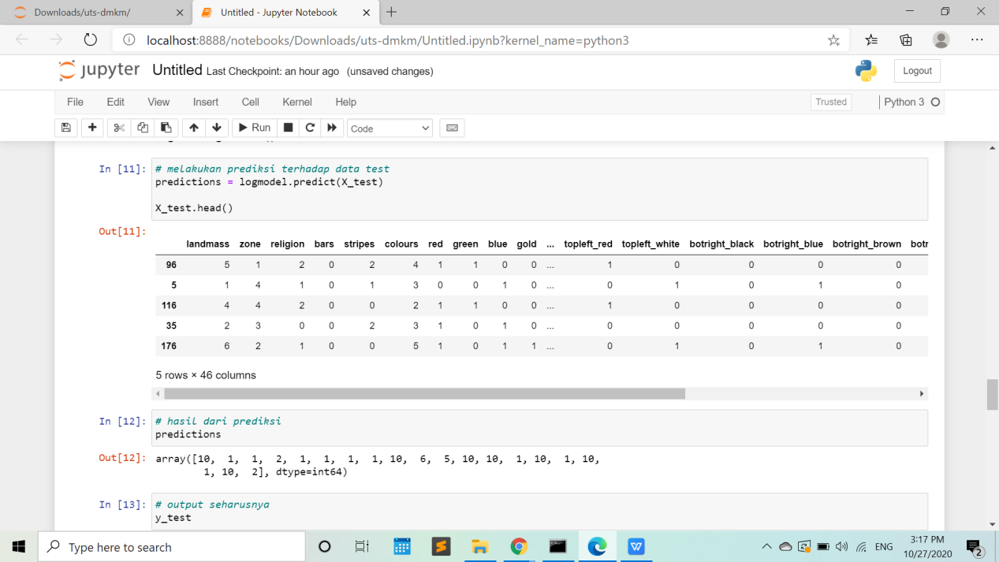 Downloads/uts-dmkm/
Untitled - Jupyter Notebook
localhost:8888/notebooks/Downloads/uts-dmkm/Untitled.ipynb?kernel_name=python3
jupyter Untitled Last Checkpoint: an hour ago (unsaved changes)
Logout
File Edit View Insert Cell Kernel Help
Trusted
Python 3
Run
Code
In [11]: # melakukan prediksi terhadap data test
predictions = logmodel.predict(X_test)
X_test.head()
Out[11]:
landmass zone religion bars stripes colours red green blue gold ... topleft_red topleft_white botright_black botright_blue botright_brown botr
96 5 1 2 0 2 4 1 1 0 0 ... 1 0 0 0 0
5 1 4 1 0 1 3 0 0 1 0 ... 0 1 0 1 0
116 4 4 2 0 0 2 1 1 0 0 ... 1 0 0 0 0
35 2 3 0 0 2 3 1 0 1 0 ... 0 0 0 0 0
176 6 2 1 0 0 5 1 0 1 1 ... 0 1 0 1 0
5 rows × 46 columns
In [12]: # hasil dari prediksi
predictions
Out[12]: array([10, 1, 1, 2, 1, 1, 1, 1, 10, 6, 5, 10, 10, 1, 10, 1, 10,
1, 10, 2], dtype=int64)
In [13]: # output seharusnya
y_test
Type here to search
ENG
3:17 PM
10/27/2020
2